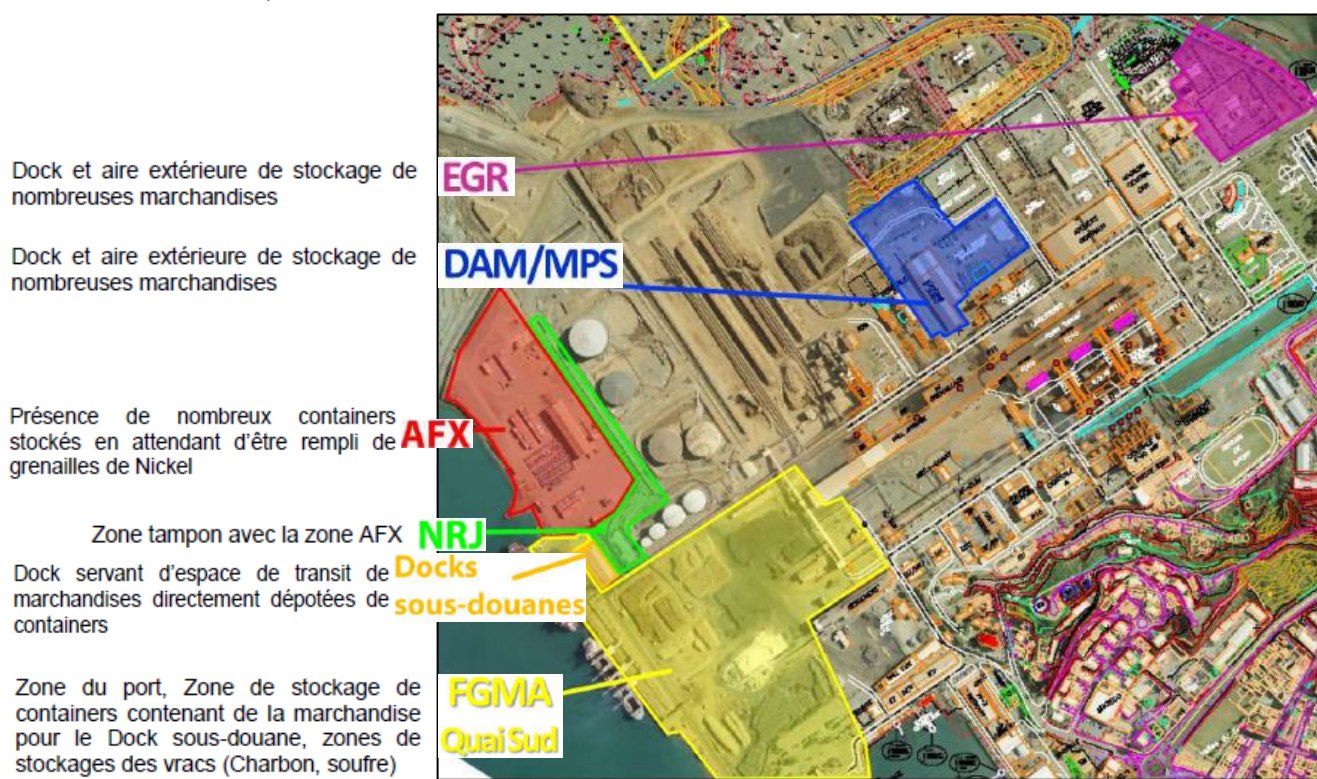 Dock et aire extérieure de stockage de
nombreuses marchandises
EGR
Dock et aire extérieure de stockage de
nombreuses marchandises
DAM/MPS
Présence de nombreux containers
stockés en attendant d'être rempli de
grenailles de Nickel
AFX
Zone tampon avec la zone AFX
NRJ
Dock servant d'espace de transit de
marchandises directement dépotées de
containers
Docks
sous-douanes
Zone du port, Zone de stockage de
containers contenant de la marchandise
pour le Dock sous-douane, zones de
stockages des vracs (Charbon, soufre)
FGMA
Quai Sud